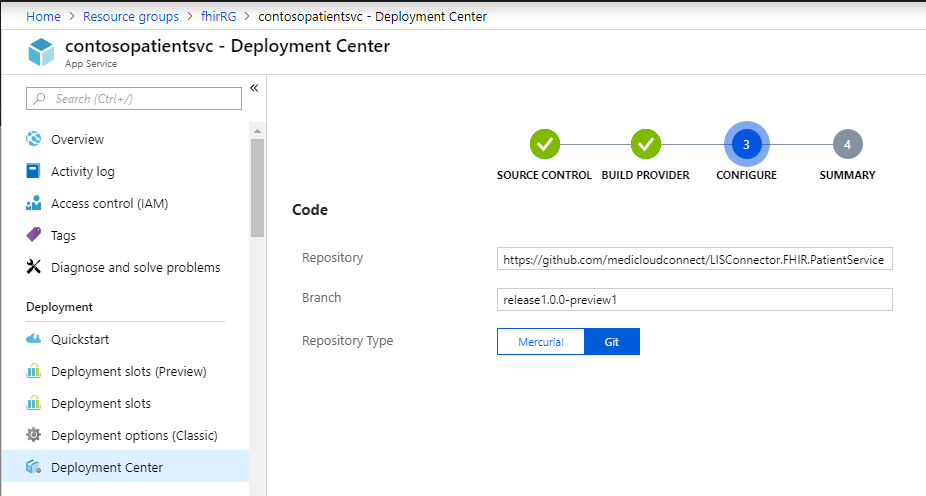 Home > Resource groups > fhirRG > contosopatientsvc - Deployment Center
contosopatientsvc - Deployment Center
App Service
Search (Ctrl+/)
«
Overview
Activity log
Access control (IAM)
Tags
Diagnose and solve problems
Deployment
Quickstart
Deployment slots (Preview)
Deployment slots
Deployment options (Classic)
Deployment Center
3 4
SOURCE CONTROL BUILD PROVIDER CONFIGURE SUMMARY
Code
Repository https://github.com/medicloudconnect/LISConnector.FHIR.PatientService
Branch release1.0.0-preview1
Repository Type Mercurial Git